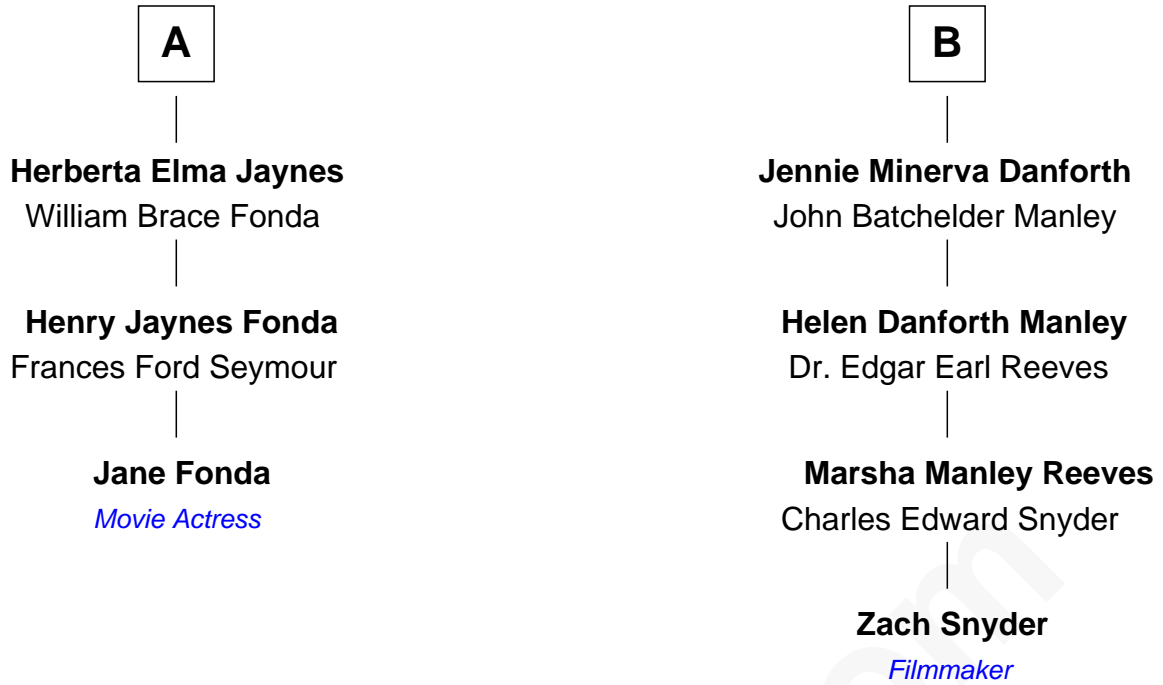 A
Herberta Elma Jaynes
William Brace Fonda
Henry Jaynes Fonda
Frances Ford Seymour
Jane Fonda
Movie Actress
B
Jennie Minerva Danforth
John Batchelder Manley
Helen Danforth Manley
Dr. Edgar Earl Reeves
Marsha Manley Reeves
Charles Edward Snyder
Zach Snyder
Filmmaker